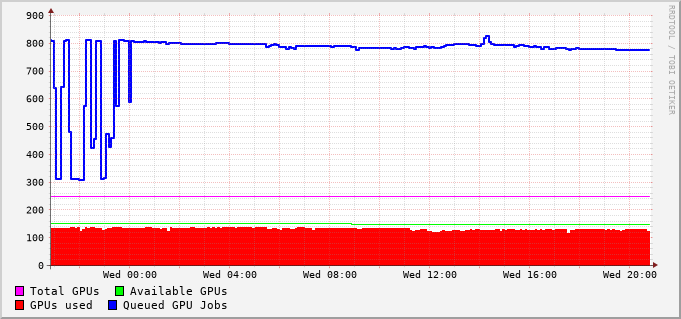 900
800
700
600
500
400
300
200
100
0
Wed 00:00 Wed 04:00 Wed 08:00 Wed 12:00 Wed 16:00 Wed 20:00
Total GPUs Available GPUs
GPUs used Queued GPU Jobs
RRDTOOL / TOBI OETIKER